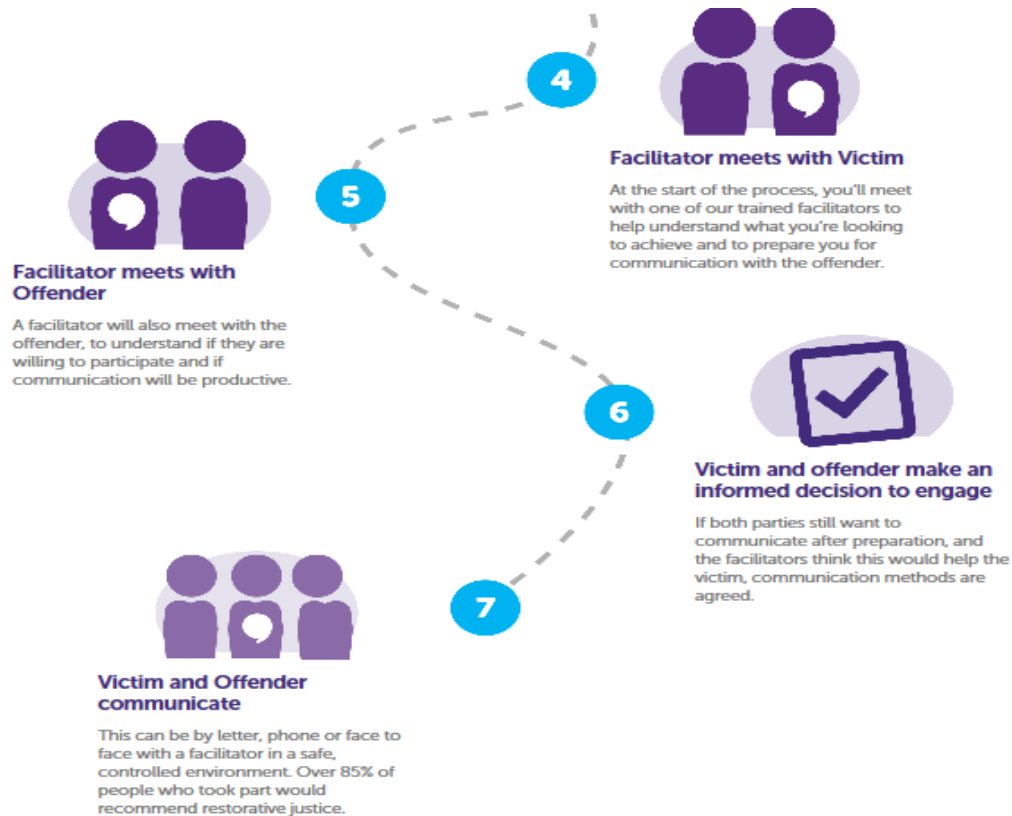 4
Facilitator meets with Victim
At the start of the process, you'll meet
with one of our trained facilitators to
help understand what you're looking
to achieve and to prepare you for
communication with the offender.
5
Facilitator meets with
Offender
A facilitator will also meet with the
offender, to understand if they are
willing to participate and if
communication will be productive.
6
Victim and offender make an
informed decision to engage
If both parties still want to
communicate after preparation, and
the facilitators think this would help the
victim, communication methods are
agreed.
7
Victim and Offender
communicate
This can be by letter, phone or face to
face with a facilitator in a safe,
controlled environment. Over 85% of
people who took part would
recommend restorative justice.